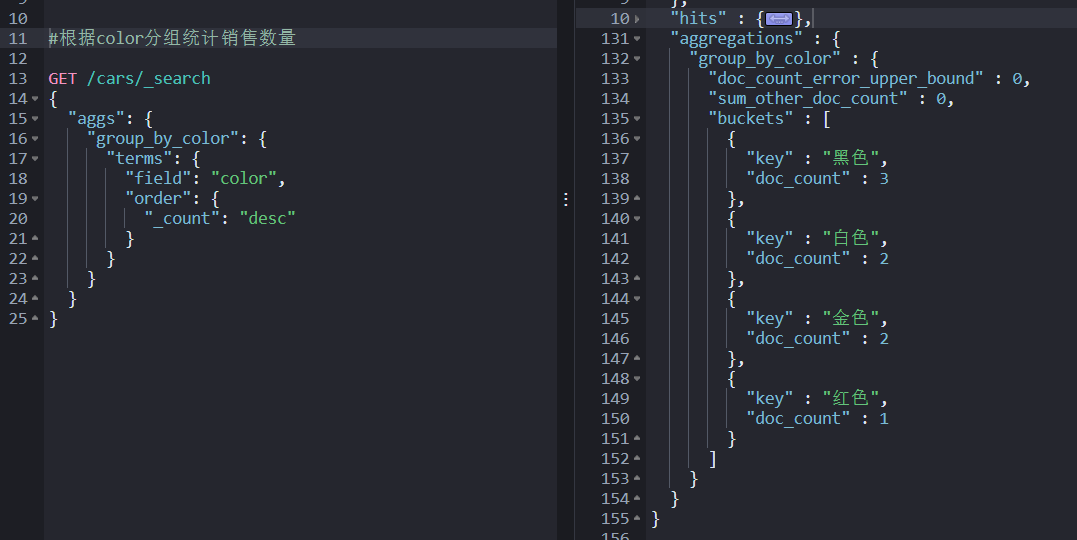 9
10
11 #根据color分组统计销售数量
12
13 GET /cars/_search
14 {
15 "aggs": {
16 "group_by_color": {
17 "terms": {
18 "field": "color",
19 "order": {
20 "_count": "desc"
21 }
22 }
23 }
24 }
25 }
9 },
10 "hits" : {},
131 "aggregations" : {
132 "group_by_color" : {
133 "doc_count_error_upper_bound" : 0,
134 "sum_other_doc_count" : 0,
135 "buckets" : [
136 {
137 "key" : "黑色",
138 "doc_count" : 3
139 },
140 {
141 "key" : "白色",
142 "doc_count" : 2
143 },
144 {
145 "key" : "金色",
146 "doc_count" : 2
147 },
148 {
149 "key" : "红色",
150 "doc_count" : 1
151 }
152 ]
153 }
154 }
155 }
156